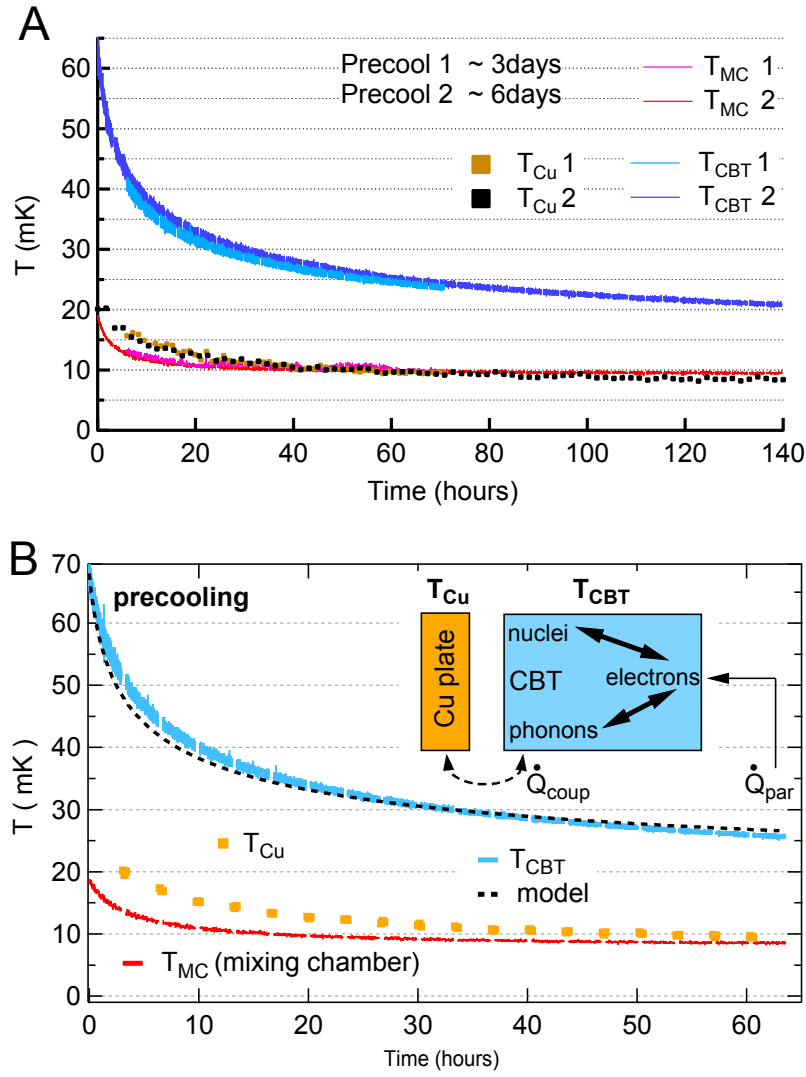 A
Precool 1 ~ 3days
Precool 2 ~ 6days
T_MC 1
T_MC 2
T_Cu 1
T_Cu 2
T_CBT 1
T_CBT 2
60
50
40
30
20
10
0
T (mK)
0 20 40 60 80 100 120 140
Time (hours)
B
precooling
T_Cu
T_CBT
Cu plate
nuclei
CBT
electrons
phonons
Q̇_coup
Q̇_par
T_Cu
T_CBT
model
T_MC (mixing chamber)
70
60
50
40
30
20
10
0
T ( mK )
0 10 20 30 40 50 60
Time (hours)